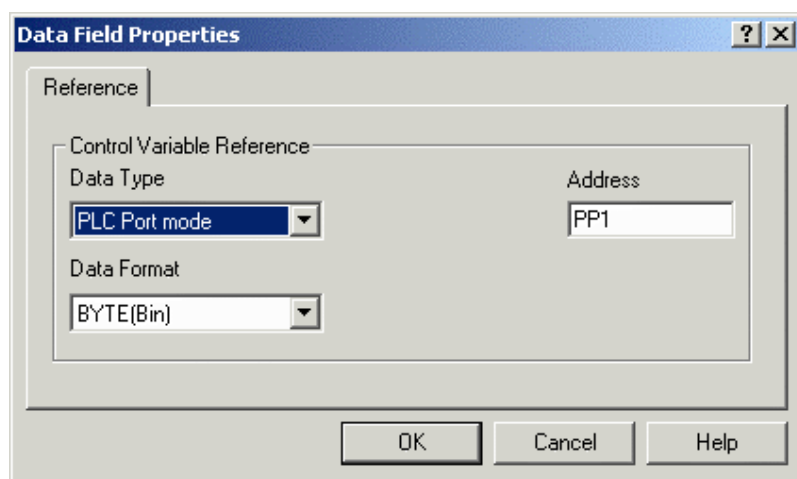 Data Field Properties
Reference
Control Variable Reference
Data Type Address
PLC Port mode PP1
Data Format
BYTE(Bin)
OK Cancel Help